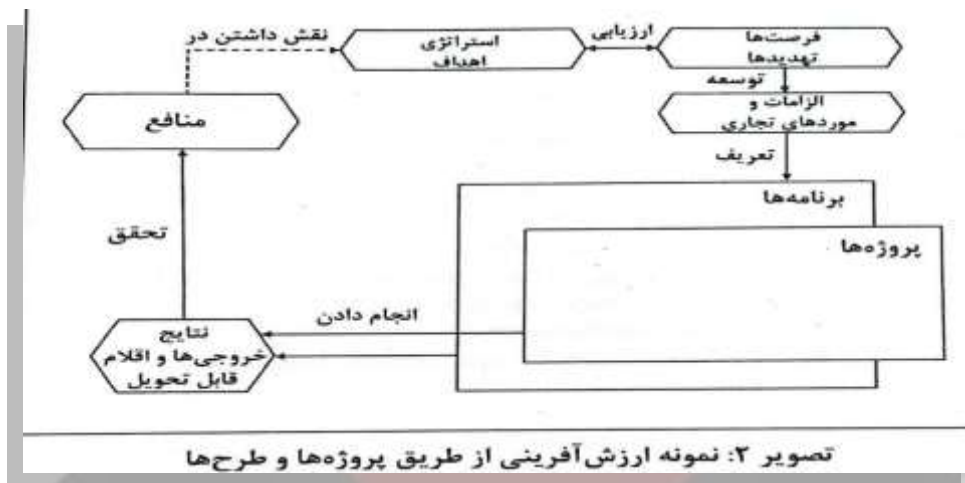 نقش داشتن در
استراتژی
اهداف
ارزیابی
فرصت‌ها
تهدیدها
توسعه
الزامات و
موردهای تجاری
تعریف
منافع
برنامه‌ها
پروژه‌ها
تحقق
انجام دادن
نتایج
خروجی‌ها و اقلام
قابل تحویل
تصویر ۲: نمونه ارزش‌آفرینی از طریق پروژه‌ها و طرح‌ها